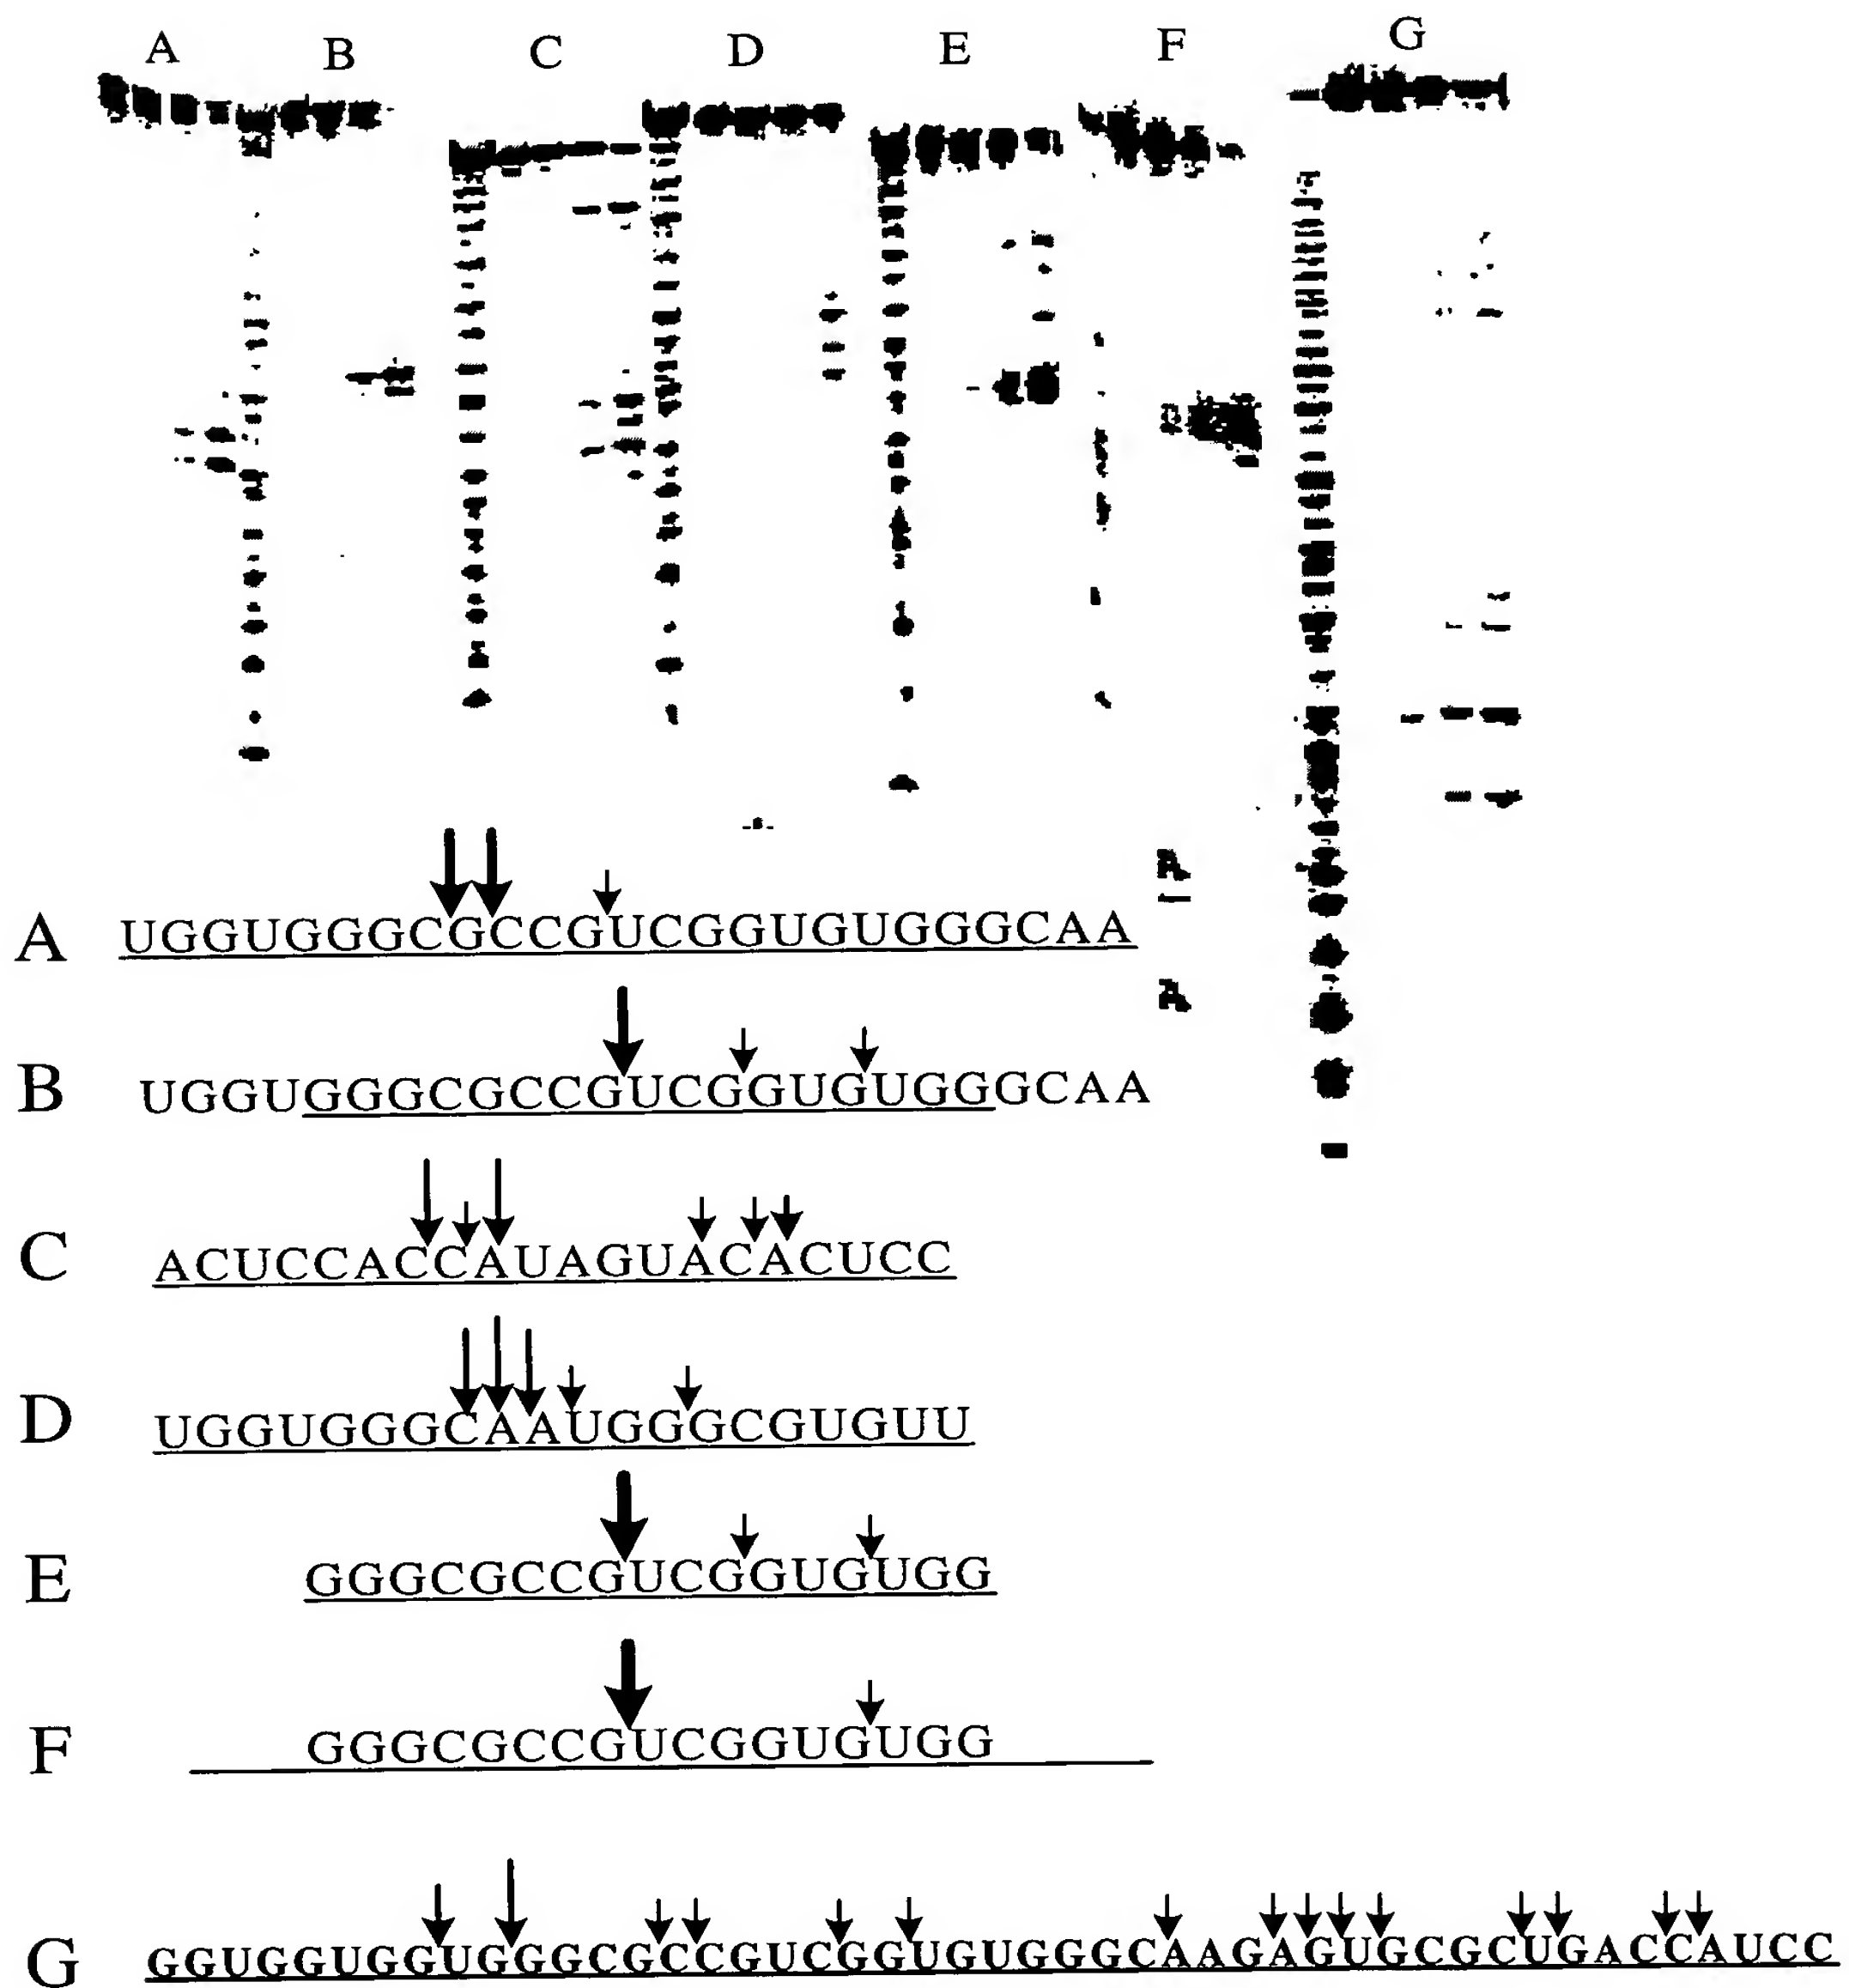 A B C D E F G
A UGGUGGGCGCCGUCGGUGUGGGCAA
A
A
B UGGUGGGCGCCGUCGGUGUGGGCAA
C ACUCCACCAUAGUACACUCC
D UGGUGGGCAAUGGGCGUGUU
E GGGCGCCGUCGGUGUGG
F GGGCGCCGUCGGUGUGG
G GGUGGUGGUGGGCGCCGUCGGUGUGGGCAAGAGUGCGCUGACCAUCC